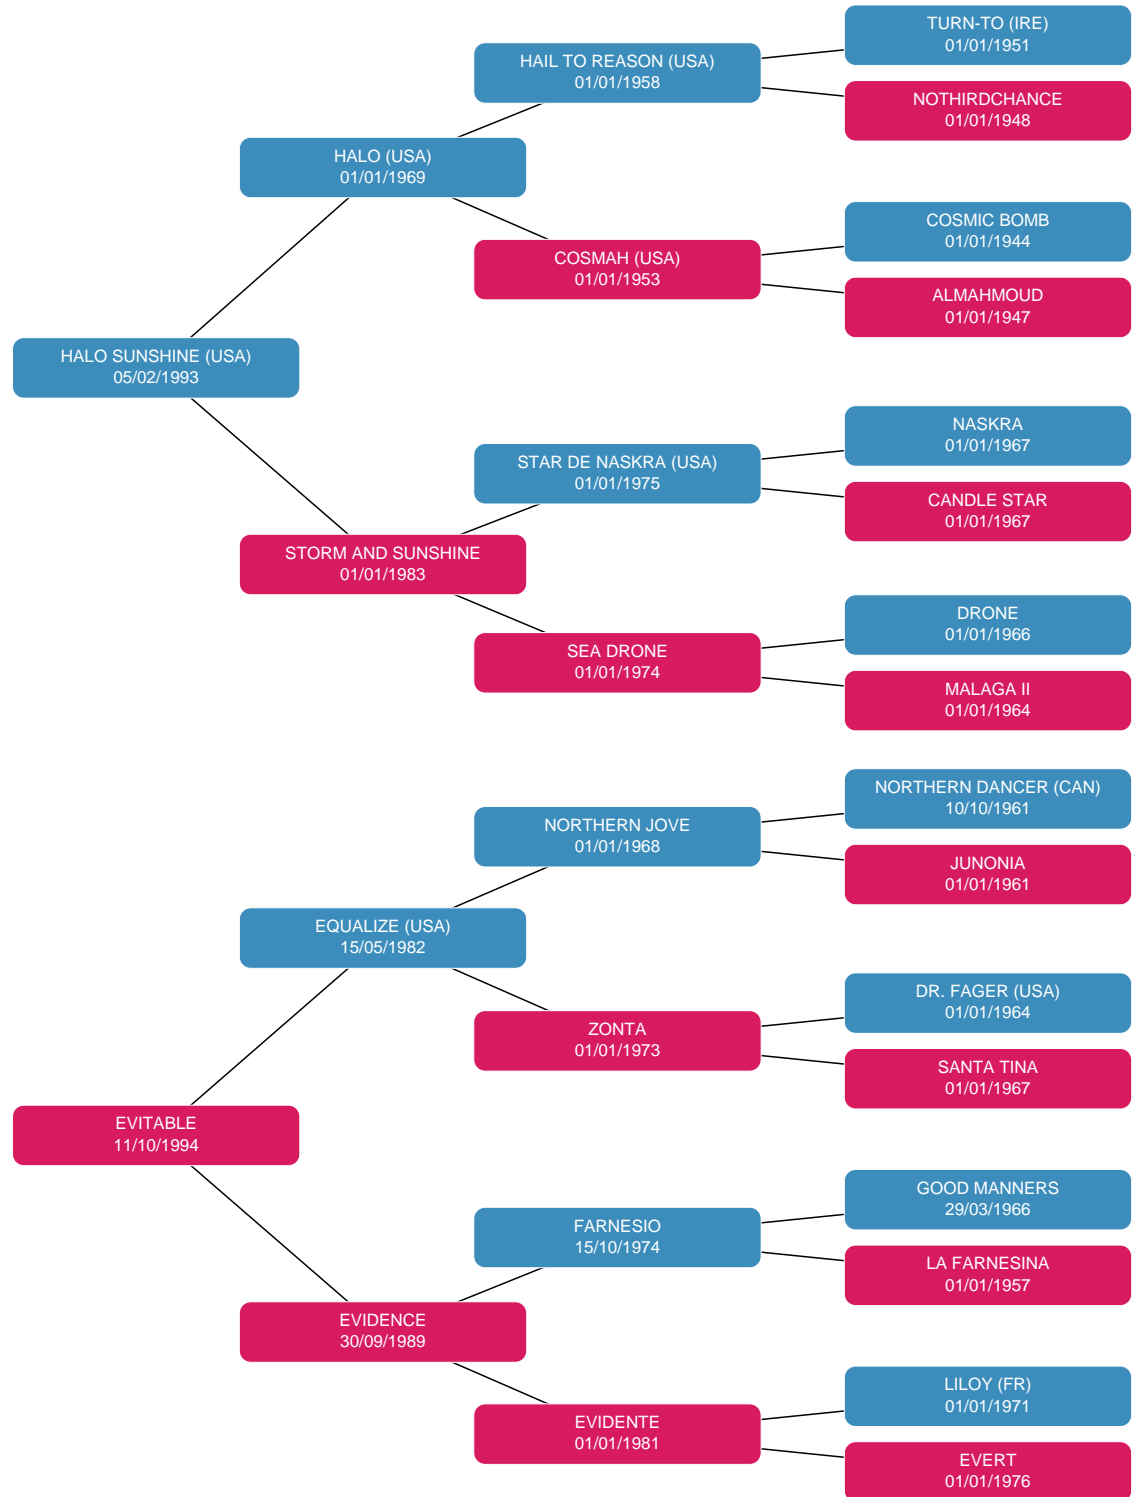 TURN-TO (IRE)
01/01/1951
HAIL TO REASON (USA)
01/01/1958
NOTHIRDCHANCE
01/01/1948
HALO (USA)
01/01/1969
COSMIC BOMB
01/01/1944
COSMAH (USA)
01/01/1953
ALMAHMOUD
01/01/1947
HALO SUNSHINE (USA)
05/02/1993
NASKRA
01/01/1967
STAR DE NASKRA (USA)
01/01/1975
CANDLE STAR
01/01/1967
STORM AND SUNSHINE
01/01/1983
DRONE
01/01/1966
SEA DRONE
01/01/1974
MALAGA II
01/01/1964
NORTHERN DANCER (CAN)
10/10/1961
NORTHERN JOVE
01/01/1968
JUNONIA
01/01/1961
EQUALIZE (USA)
15/05/1982
DR. FAGER (USA)
01/01/1964
ZONTA
01/01/1973
SANTA TINA
01/01/1967
EVITABLE
11/10/1994
GOOD MANNERS
29/03/1966
FARNESIO
15/10/1974
LA FARNESINA
01/01/1957
EVIDENCE
30/09/1989
LILOY (FR)
01/01/1971
EVIDENTE
01/01/1981
EVERT
01/01/1976